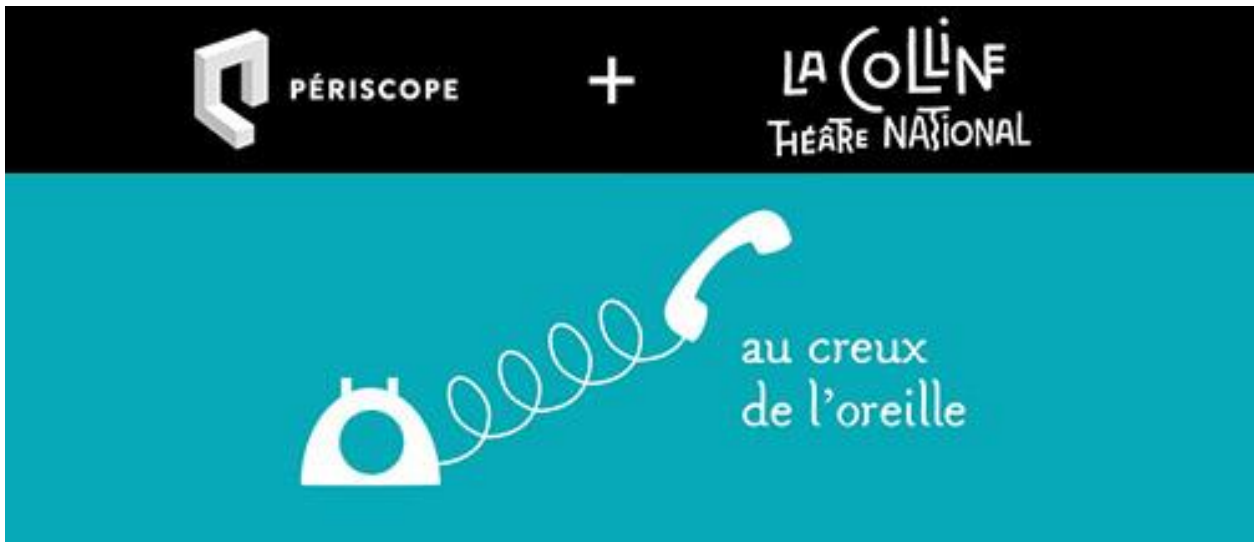 PÉRISCOPE
+
LA COLLINE
THÉÂTRE NATIONAL
au creux
de l'oreille